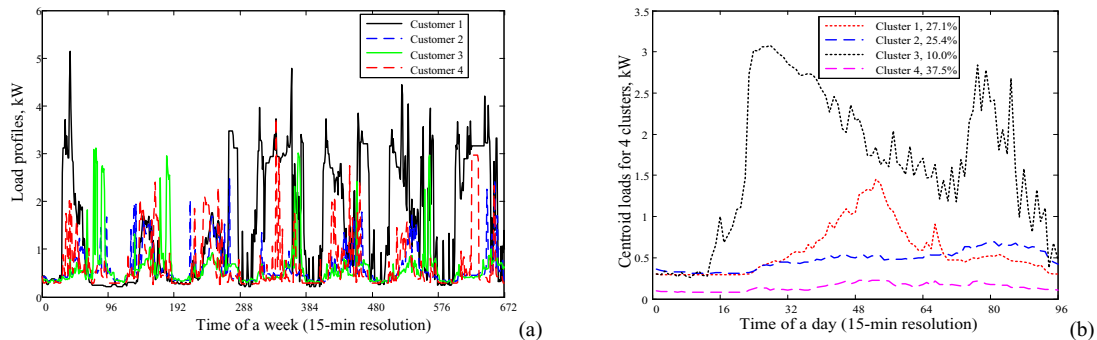 6
5
4
3
2
1
0
Load profiles, kW
Customer 1
Customer 2
Customer 3
Customer 4
0 96 192 288 384 480 576 672
Time of a week (15-min resolution)
(a)
3.5
3
2.5
2
1.5
1
0.5
0
Centroid loads for 4 clusters, kW
Cluster 1, 27.1%
Cluster 2, 25.4%
Cluster 3, 10.0%
Cluster 4, 37.5%
0 16 32 48 64 80 96
Time of a day (15-min resolution)
(b)